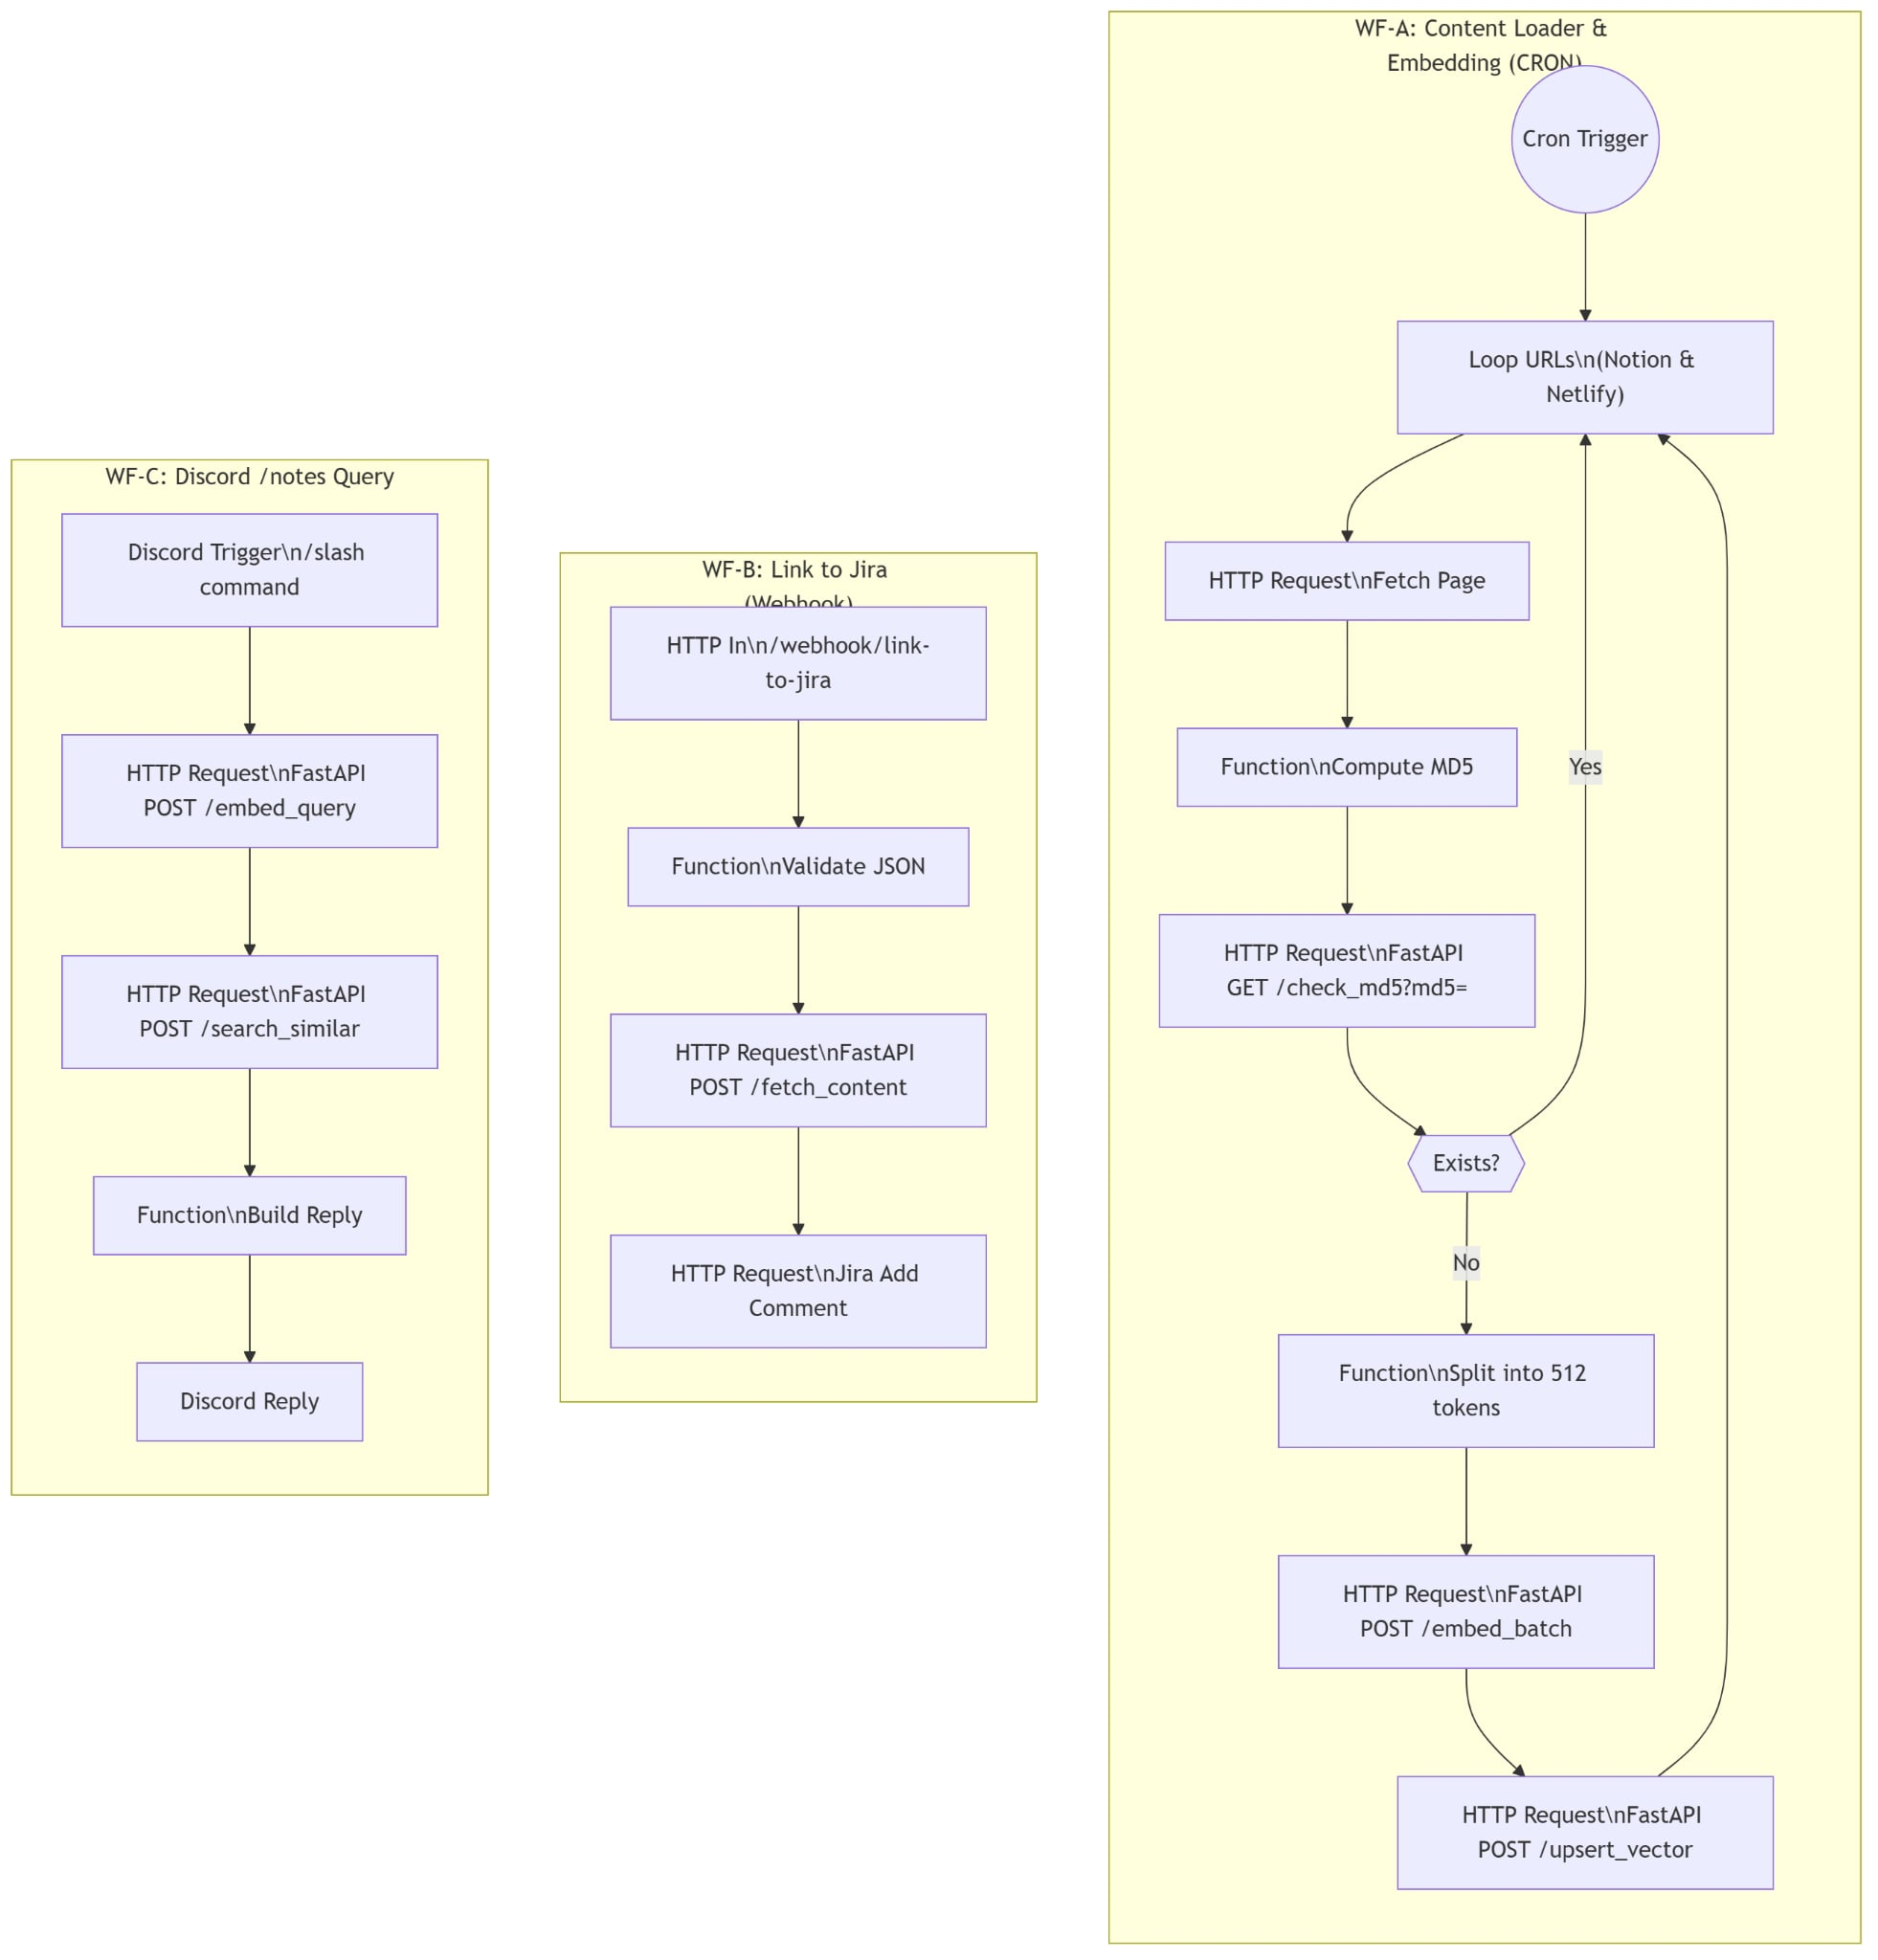 WF-C: Discord /notes Query
Discord Trigger\n/slash
command
HTTP Request\nFastAPI
POST /embed_query
HTTP Request\nFastAPI
POST /search_similar
Function\nBuild Reply
Discord Reply
WF-B: Link to Jira
(Webhook)
HTTP In\n/webhook/link-
to-jira
Function\nValidate JSON
HTTP Request\nFastAPI
POST /fetch_content
HTTP Request\nJira Add
Comment
WF-A: Content Loader &
Embedding (CRON)
Cron Trigger
Loop URLs\n(Notion &
Netlify)
HTTP Request\nFetch Page
Function\nCompute MD5
Yes
HTTP Request\nFastAPI
GET /check_md5?md5=
Exists?
No
Function\nSplit into 512
tokens
HTTP Request\nFastAPI
POST /embed_batch
HTTP Request\nFastAPI
POST /upsert_vector